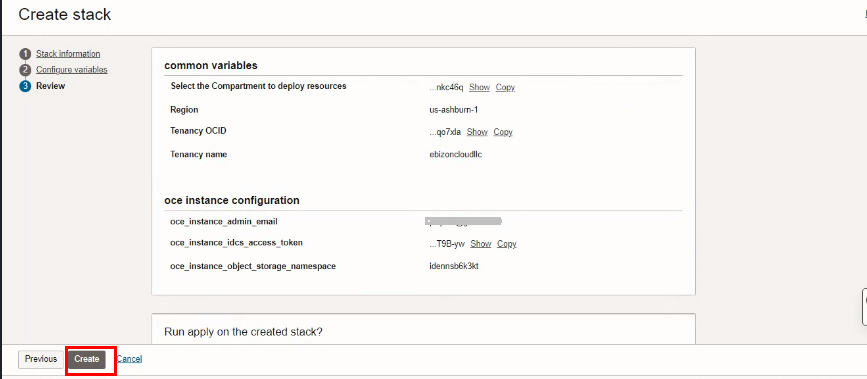 Create stack
1 Stack information
2 Configure variables
3 Review
common variables
Select the Compartment to deploy resources ...nkc46q Show Copy
Region us-ashburn-1
Tenancy OCID ...qo7xla Show Copy
Tenancy name ebizoncloudllc
oce instance configuration
oce_instance_admin_email
oce_instance_idcs_access_token ...T9B-yw Show Copy
oce_instance_object_storage_namespace idennsb6k3kt
Run apply on the created stack?
Previous Create Cancel